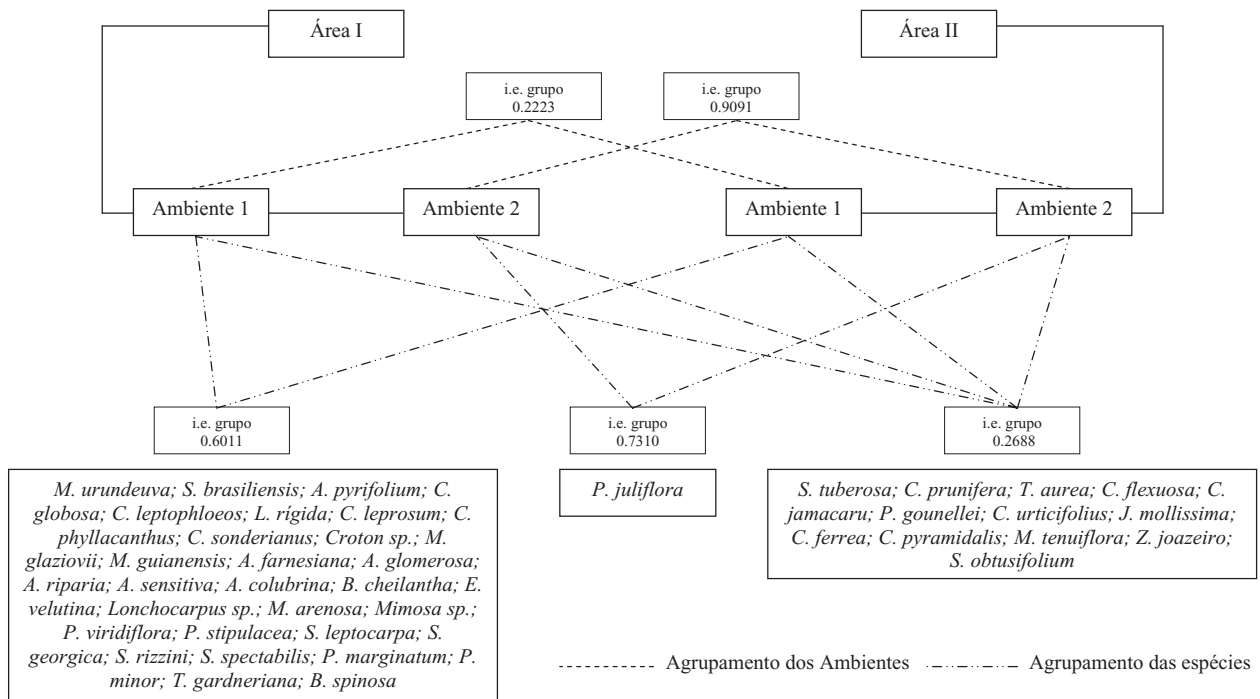 Área I
Área II
i.e. grupo
0.2223
i.e. grupo
0.9091
Ambiente 1
Ambiente 2
Ambiente 1
Ambiente 2
i.e. grupo
0.6011
i.e. grupo
0.7310
i.e. grupo
0.2688
M. urundeuva; S. brasiliensis; A. pyrifolium; C.
globosa; C. leptophloeos; L. rígida; C. leprosum; C.
phyllacanthus; C. sonderianus; Croton sp.; M.
glaziovii; M. guianensis; A. farnesiana; A. glomerosa;
A. riparia; A. sensitiva; A. colubrina; B. cheilantha; E.
velutina; Lonchocarpus sp.; M. arenosa; Mimosa sp.;
P. viridiflora; P. stipulacea; S. leptocarpa; S.
georgica; S. rizzini; S. spectabilis; P. marginatum; P.
minor; T. gardneriana; B. spinosa
P. juliflora
S. tuberosa; C. prunifera; T. aurea; C. flexuosa; C.
jamacaru; P. gounellei; C. urticifolius; J. mollissima;
C. ferrea; C. pyramidalis; M. tenuiflora; Z. joazeiro;
S. obtusifolium
Agrupamento dos Ambientes
Agrupamento das espécies